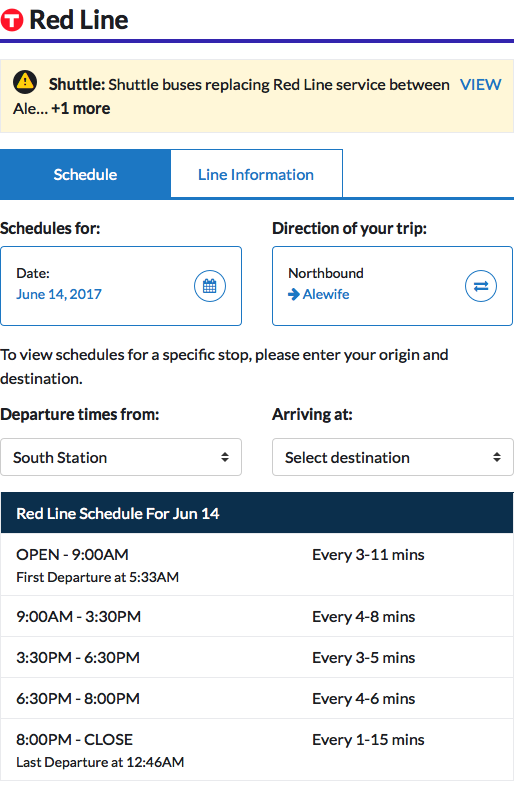 T Red Line
Shuttle: Shuttle buses replacing Red Line service between VIEW
Ale... +1 more
Schedule Line Information
Schedules for: Direction of your trip:
Date: Northbound
June 14, 2017 Alewife
To view schedules for a specific stop, please enter your origin and
destination.
Departure times from: Arriving at:
South Station Select destination
Red Line Schedule For Jun 14
OPEN - 9:00AM Every 3-11 mins
First Departure at 5:33AM
9:00AM - 3:30PM Every 4-8 mins
3:30PM - 6:30PM Every 3-5 mins
6:30PM - 8:00PM Every 4-6 mins
8:00PM - CLOSE Every 1-15 mins
Last Departure at 12:46AM